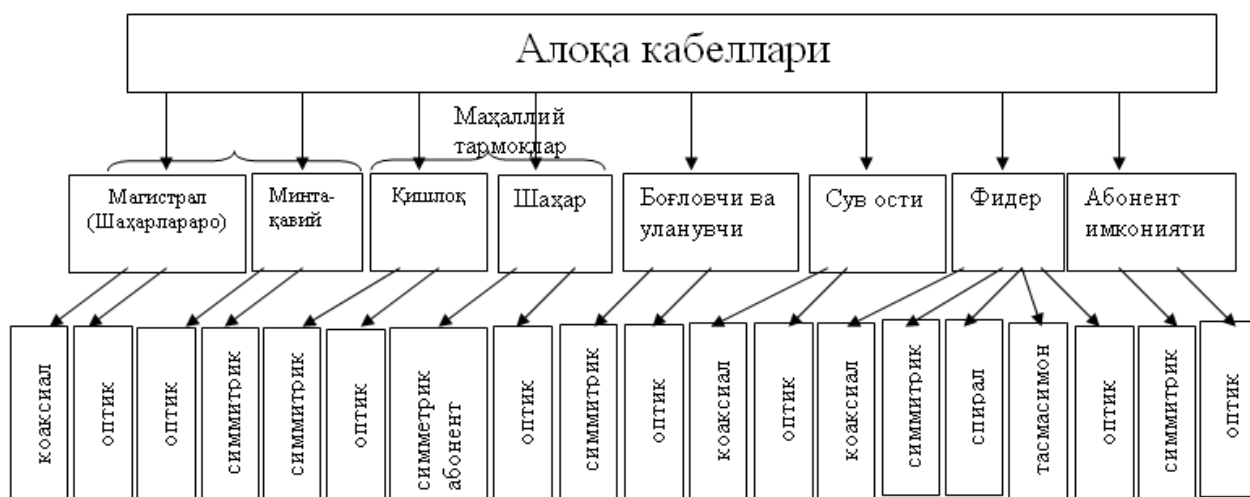 Алоқа кабеллари
Маҳаллий
тармоқлар
Магистрал
(Шаҳарлараро)
Минта-
қавий
Қишлоқ
Шаҳар
Боғловчи ва
уланувчи
Сув ости
Фидер
Абонент
имконияти
коаксиал
оптик
оптик
симмитрик
симмитрик
оптик
симметрик
абонент
оптик
симмитрик
оптик
коаксиал
оптик
коаксиал
симмитрик
спирал
тасмасимон
оптик
симмитрик
оптик